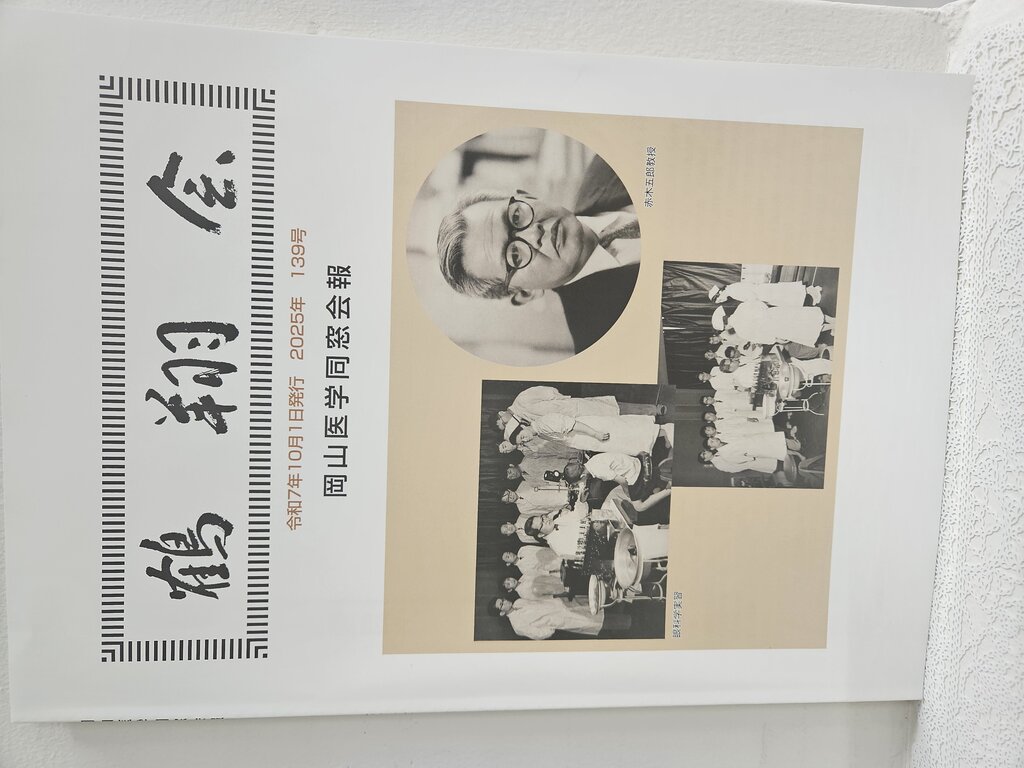 鶴翔会
令和7年10月1日発行 2025年 139号
岡山医学同窓会報
赤木五郎教授
眼科学実習